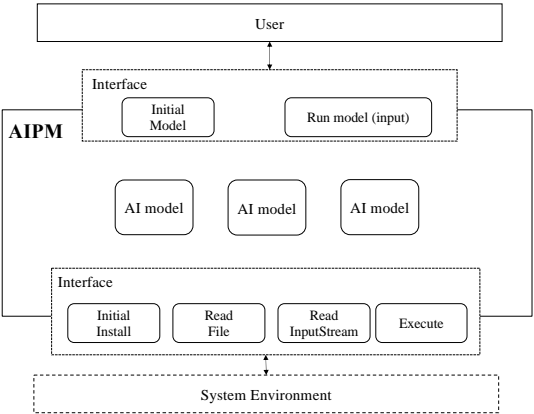 User
Interface
Initial
Model
Run model (input)
AIPM
AI model
AI model
AI model
Interface
Initial
Install
Read
File
Read
InputStream
Execute
System Environment